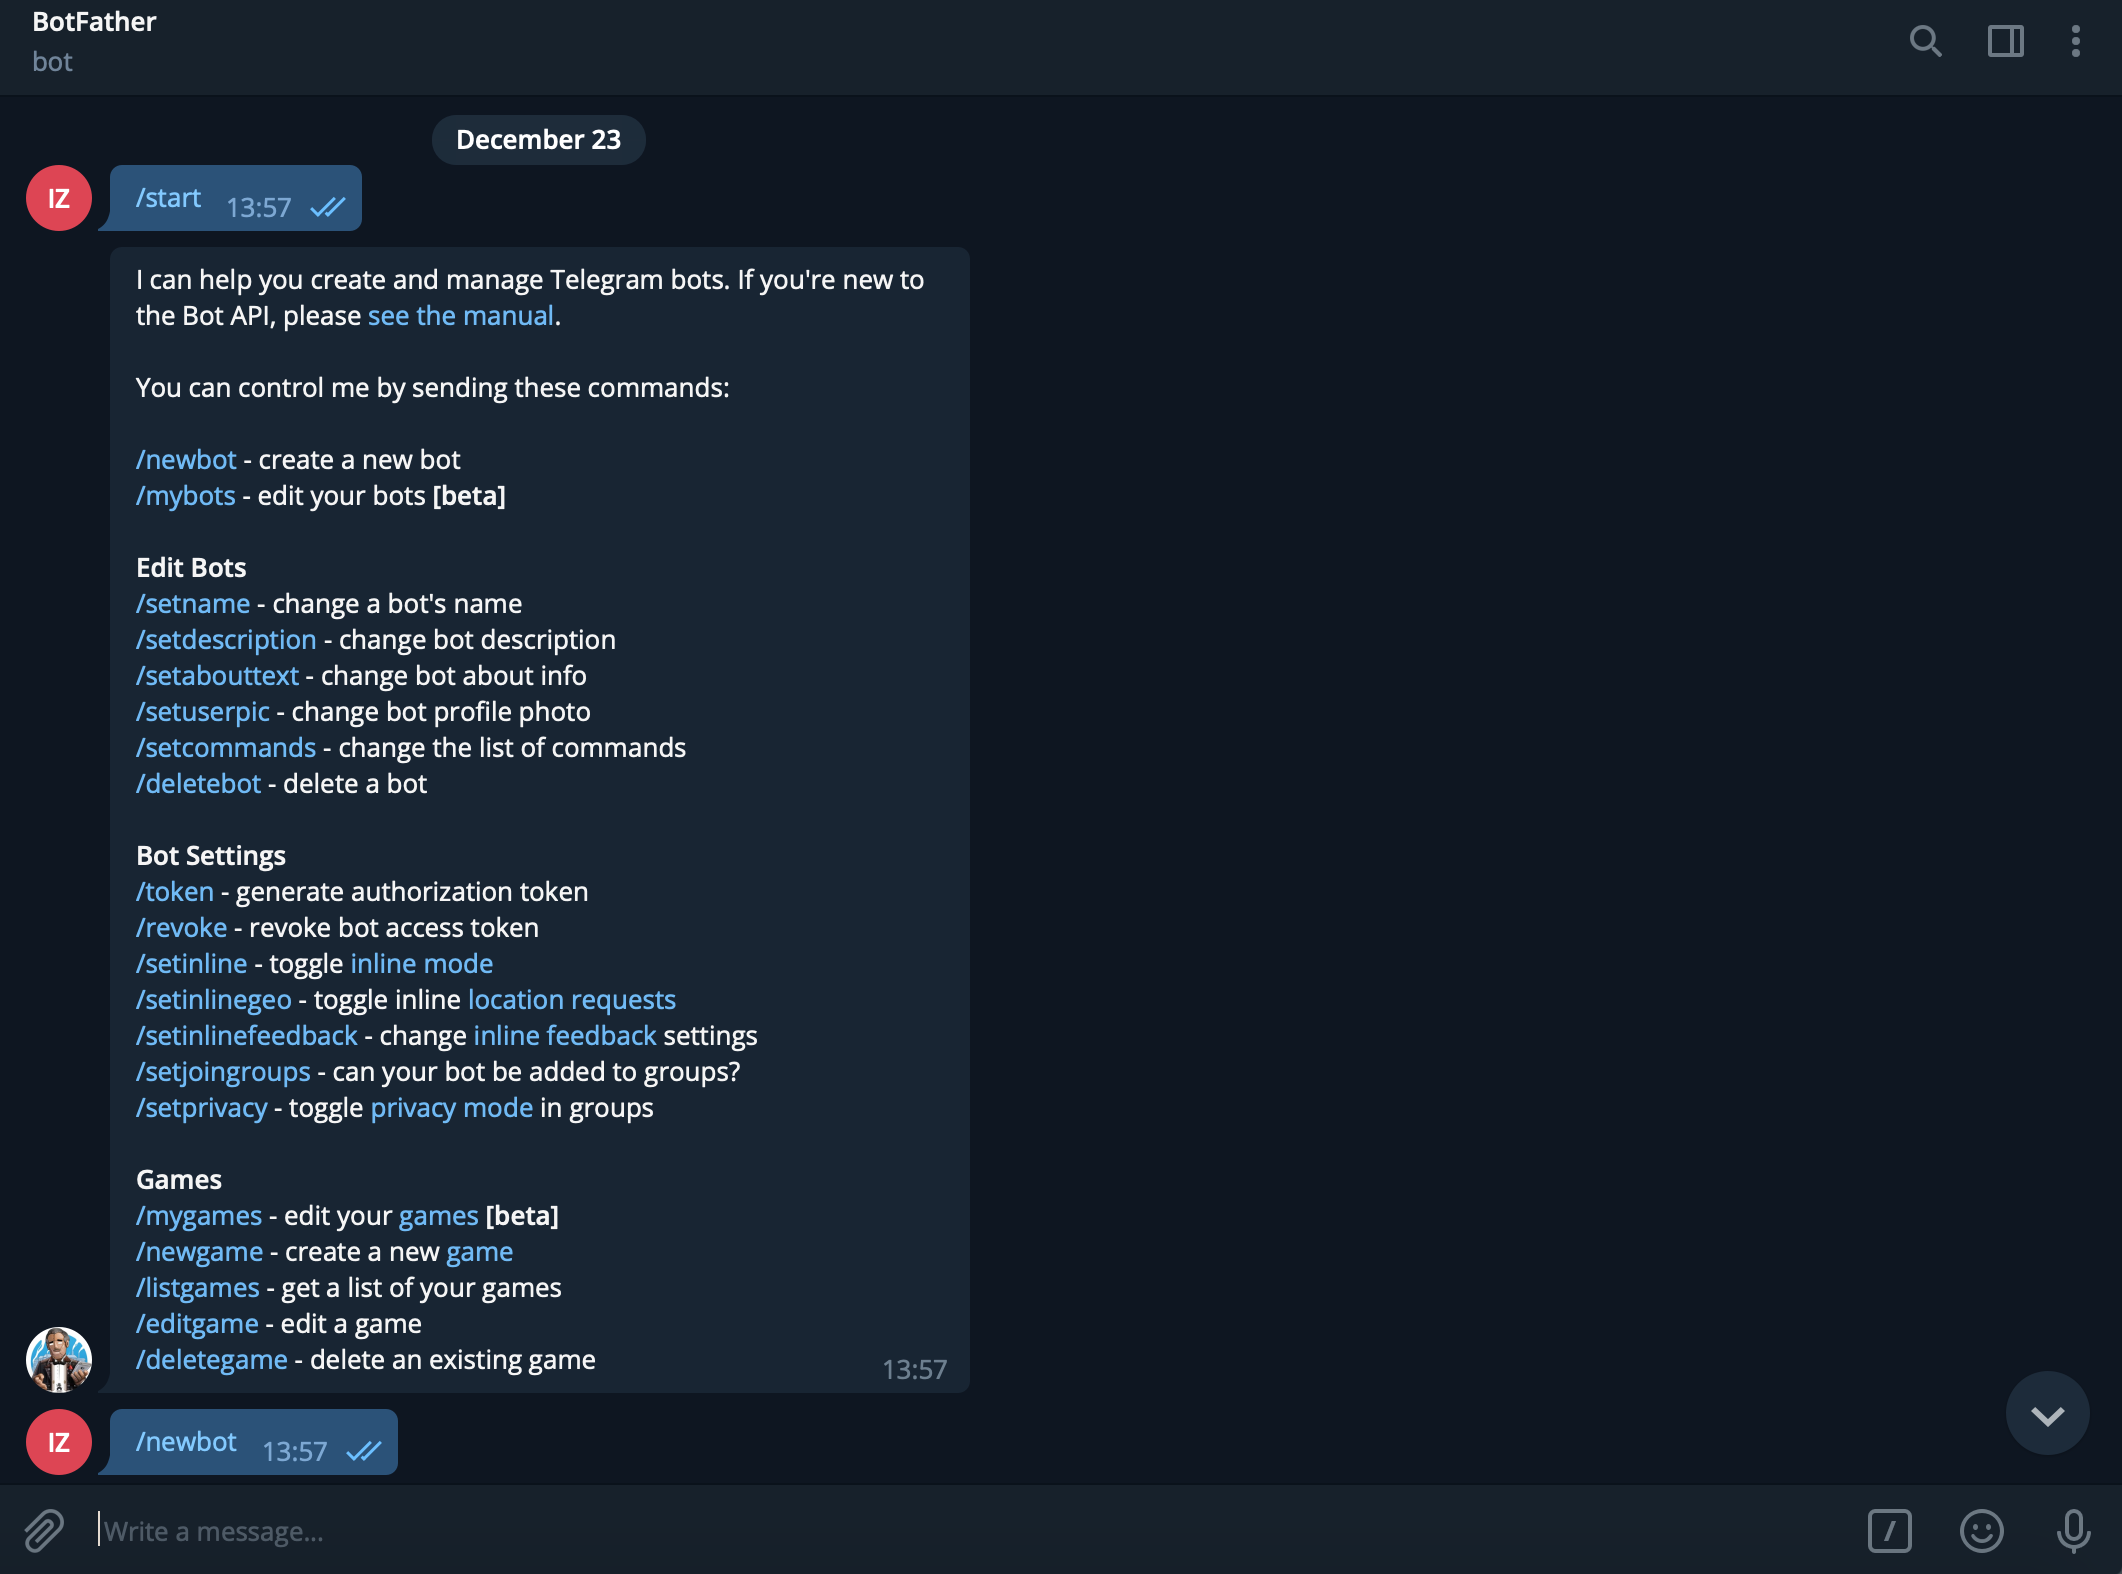 BotFather
bot
December 23
IZ
/start 13:57
I can help you create and manage Telegram bots. If you're new to
the Bot API, please see the manual.
You can control me by sending these commands:
/newbot - create a new bot
/mybots - edit your bots [beta]
Edit Bots
/setname - change a bot's name
/setdescription - change bot description
/setabouttext - change bot about info
/setuserpic - change bot profile photo
/setcommands - change the list of commands
/deletebot - delete a bot
Bot Settings
/token - generate authorization token
/revoke - revoke bot access token
/setinline - toggle inline mode
/setinlinegeo - toggle inline location requests
/setinlinefeedback - change inline feedback settings
/setjoingroups - can your bot be added to groups?
/setprivacy - toggle privacy mode in groups
Games
/mygames - edit your games [beta]
/newgame - create a new game
/listgames - get a list of your games
/editgame - edit a game
/deletegame - delete an existing game
13:57
IZ
/newbot 13:57
Write a message...